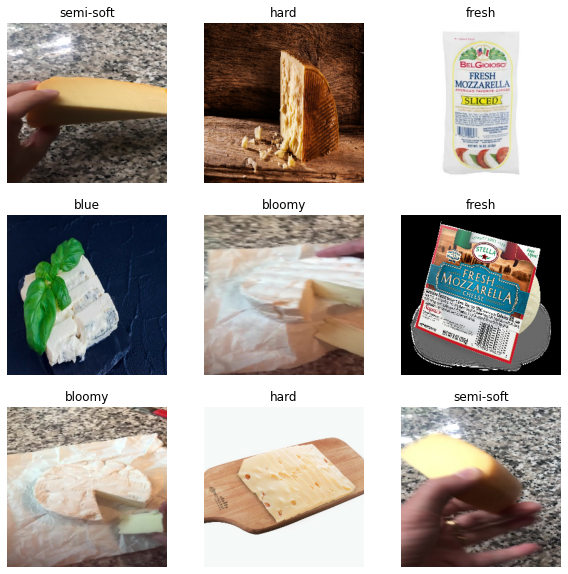 semi-soft
hard
fresh
BELGIOIOSO
FRESH
MOZZARELLA
SLICED
blue
bloomy
fresh
STELLA
FRESH
MOZZARELLA
CHEESE
bloomy
hard
semi-soft